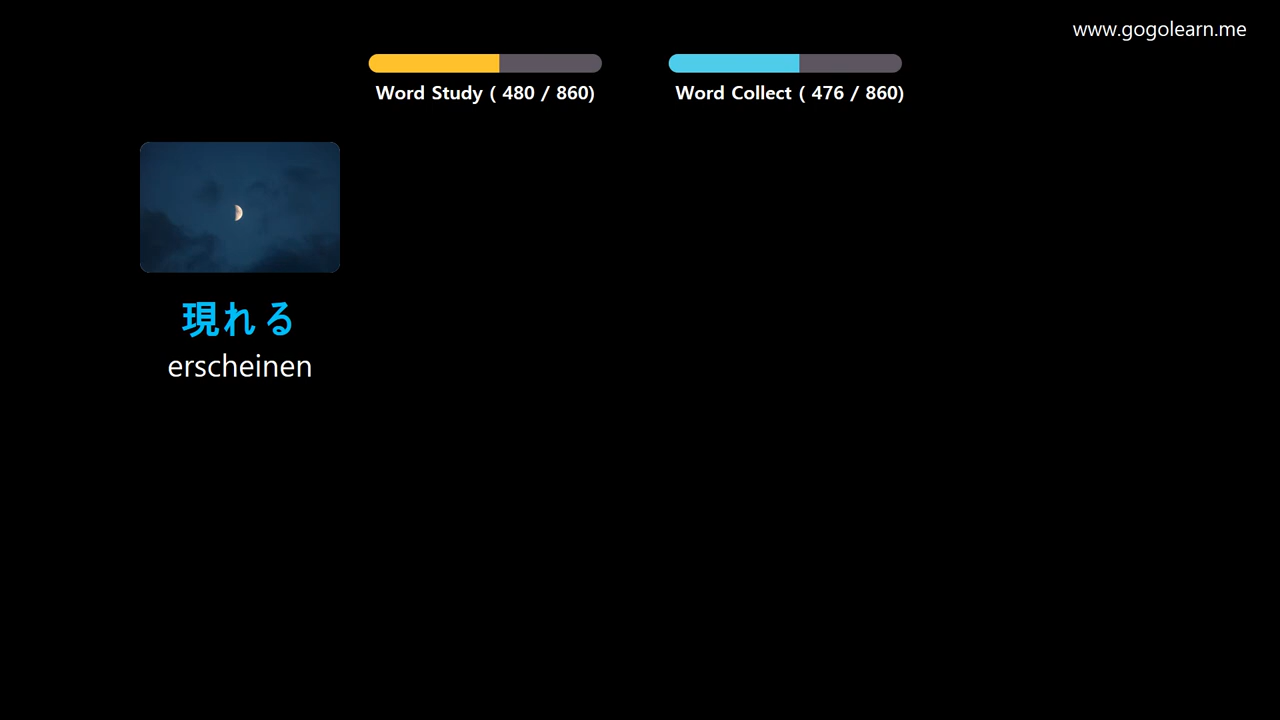 www.gogolearn.me
Word Study ( 480 / 860)
Word Collect ( 476 / 860)
現れる
erscheinen